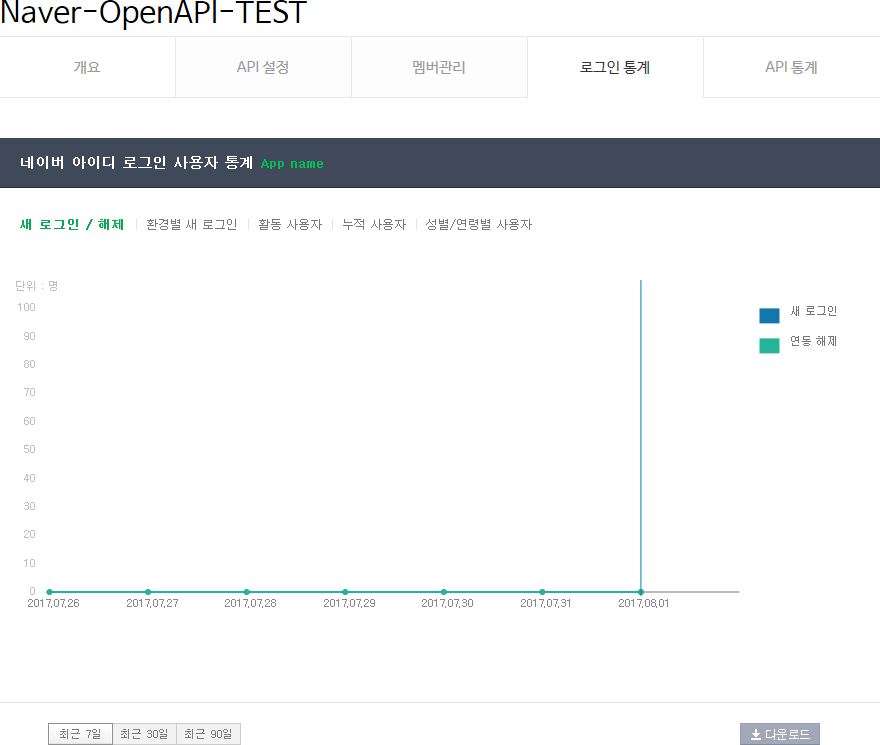 Naver-OpenAPI-TEST
개요 API 설정 멤버관리 로그인 통계 API 통계
네이버 아이디 로그인 사용자 통계 App name
새 로그인 / 해제 환경별 새 로그인 활동 사용자 누적 사용자 성별/연령별 사용자
단위 : 명
100
90
80
70
60
50
40
30
20
10
0
2017.07.26 2017.07.27 2017.07.28 2017.07.29 2017.07.30 2017.07.31 2017.08.01
새 로그인
연동 해제
최근 7일 최근 30일 최근 90일 다운로드